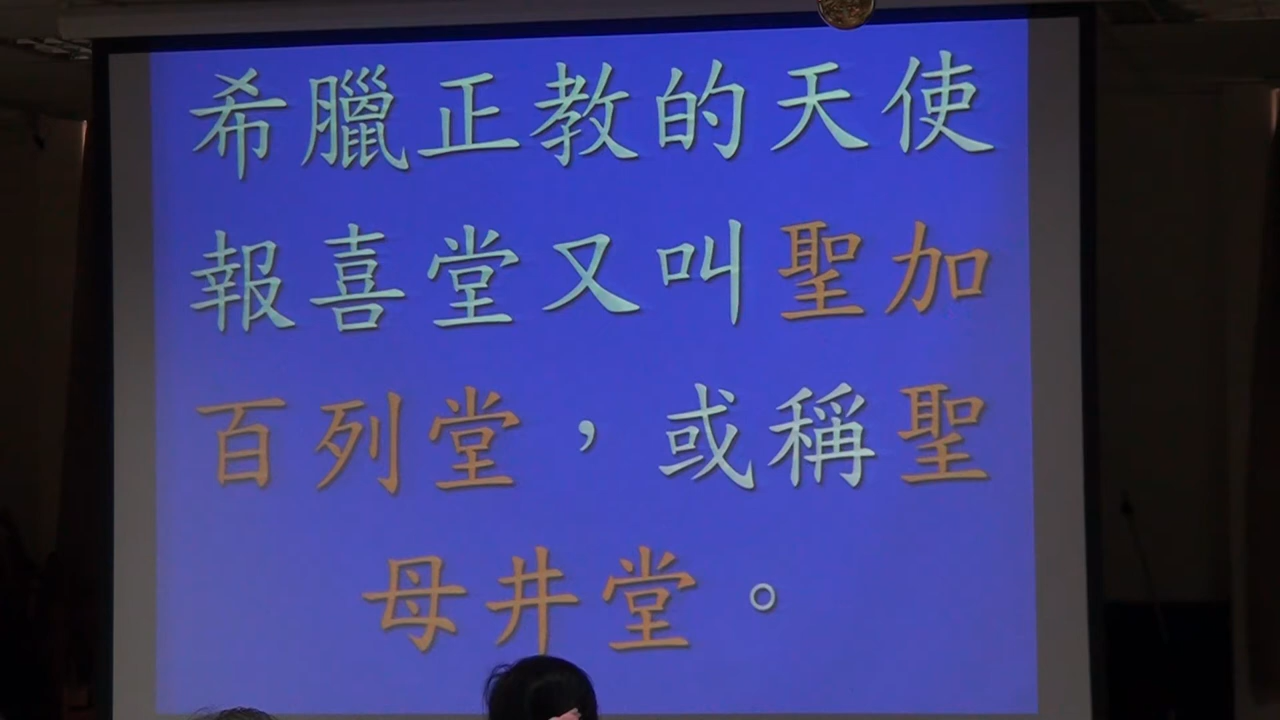 希臘正教的天使
報喜堂又叫聖加
百列堂，或稱聖
母井堂。